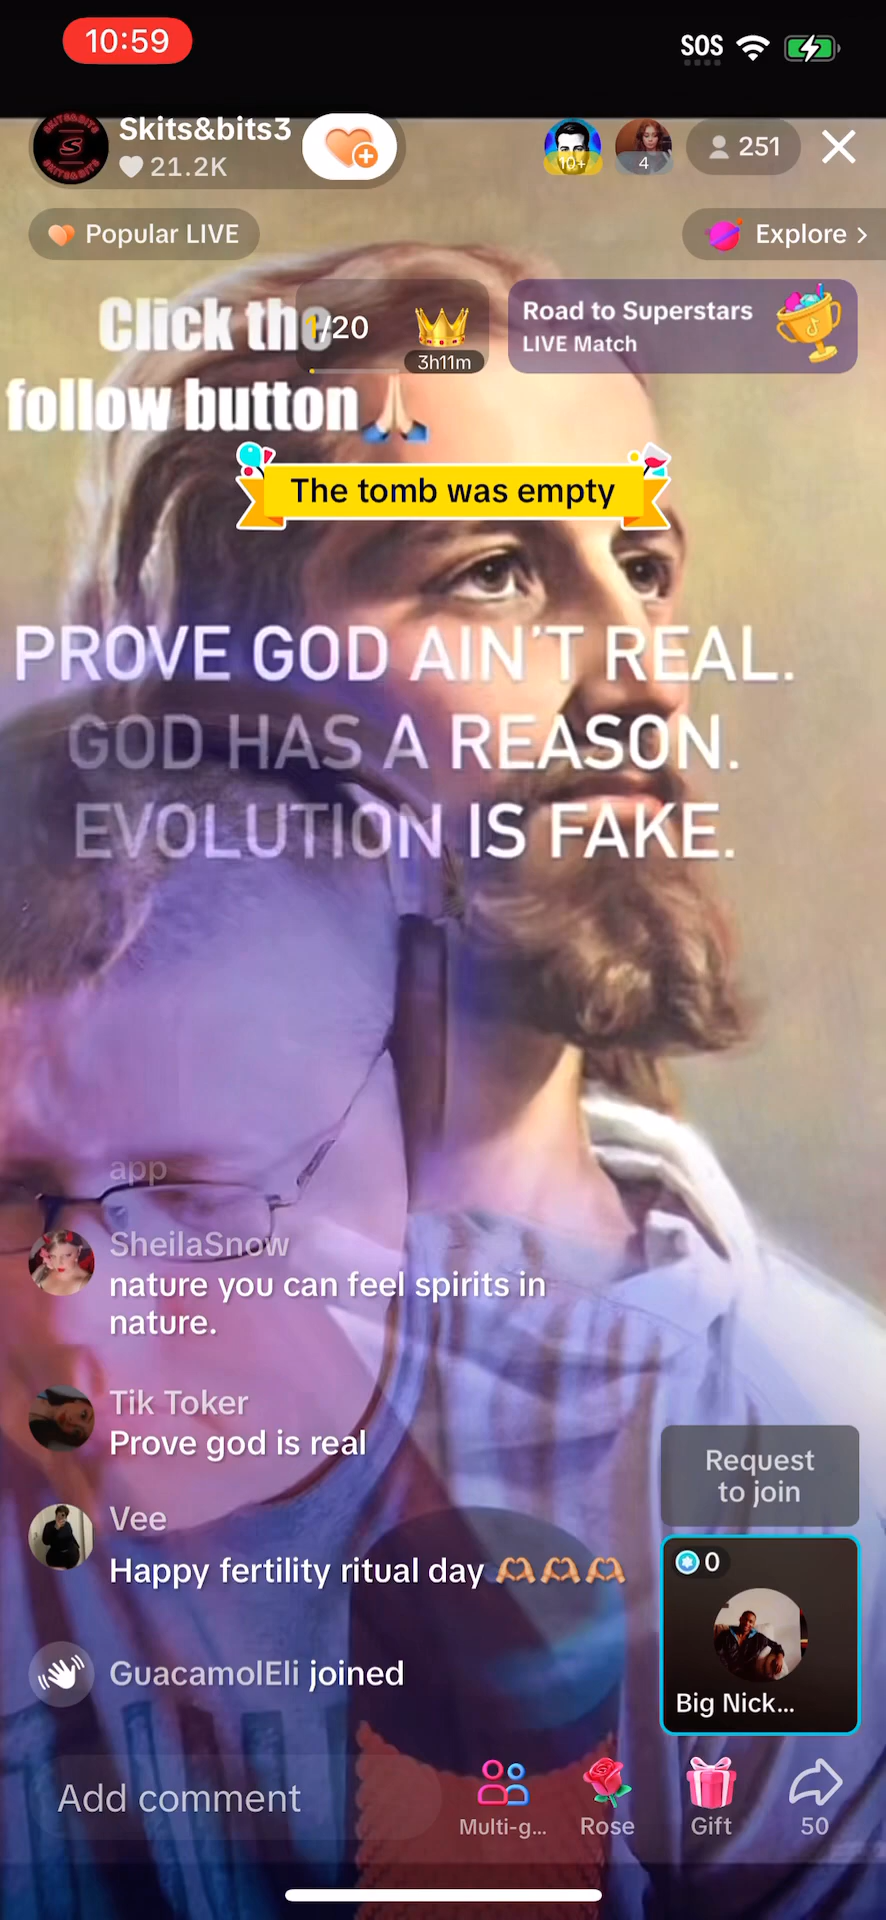 10:59
SOS
Skits&bits3
21.2K
10+
4
251
Popular LIVE
Explore >
Click the
follow button🙏🏻
1/20
3h11m
Road to Superstars
LIVE Match
The tomb was empty
PROVE GOD AIN'T REAL.
GOD HAS A REASON.
EVOLUTION IS FAKE.
app
SheilaSnow
nature you can feel spirits in
nature.
Tik Toker
Prove god is real
Vee
Happy fertility ritual day 🫶🏼🫶🏼🫶🏼
GuacamolEli joined
Request
to join
0
Big Nick...
Add comment
Multi-g...
Rose
Gift
50